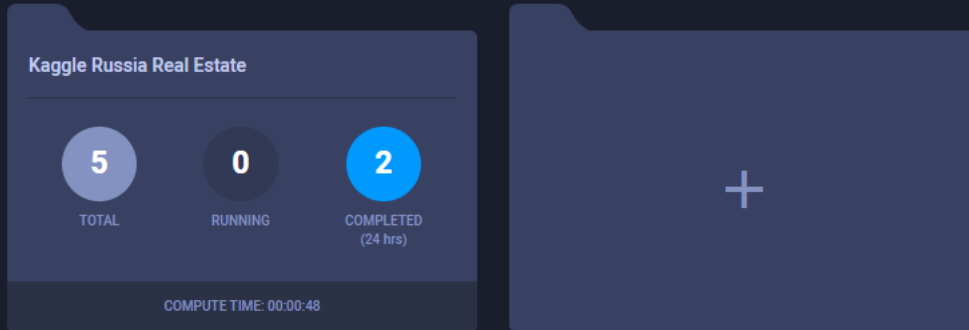 Kaggle Russia Real Estate
5 0 2
TOTAL RUNNING COMPLETED
(24 hrs)
COMPUTE TIME: 00:00:48
+